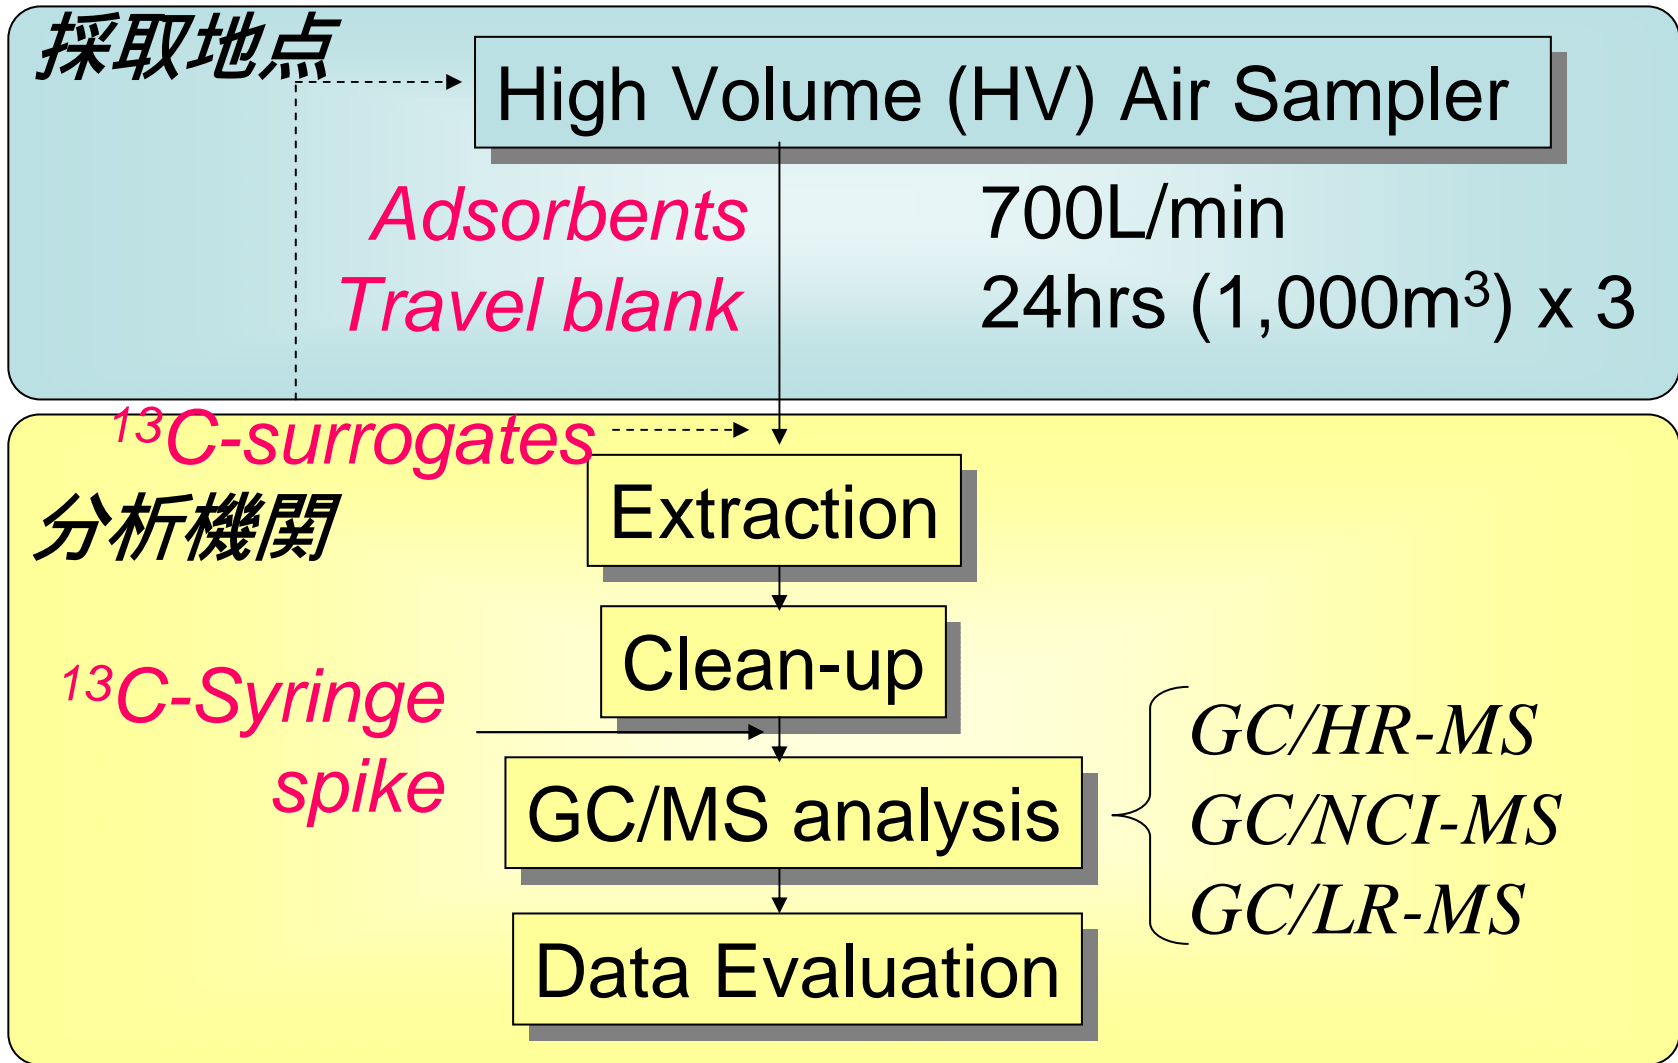 採取地点
High Volume (HV) Air Sampler
Adsorbents
700L/min
Travel blank
24hrs (1,000m³) x 3
¹³C-surrogates
分析機関
Extraction
Clean-up
¹³C-Syringe
spike
GC/MS analysis
GC/HR-MS
GC/NCI-MS
GC/LR-MS
Data Evaluation